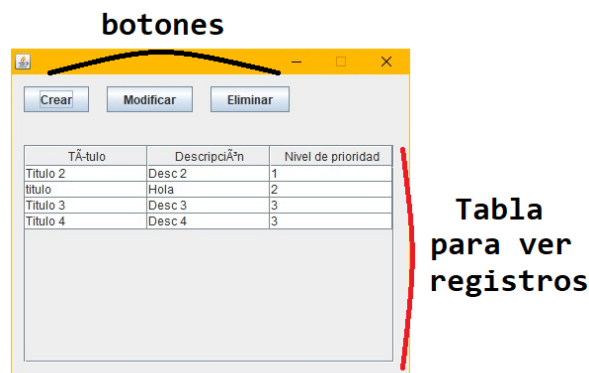 botones
Crear Modificar Eliminar
TÃ-tulo DescripciÃ³n Nivel de prioridad
Titulo 2 Desc 2 1
titulo Hola 2
Titulo 3 Desc 3 3
Titulo 4 Desc 4 3
Tabla
para ver
registros